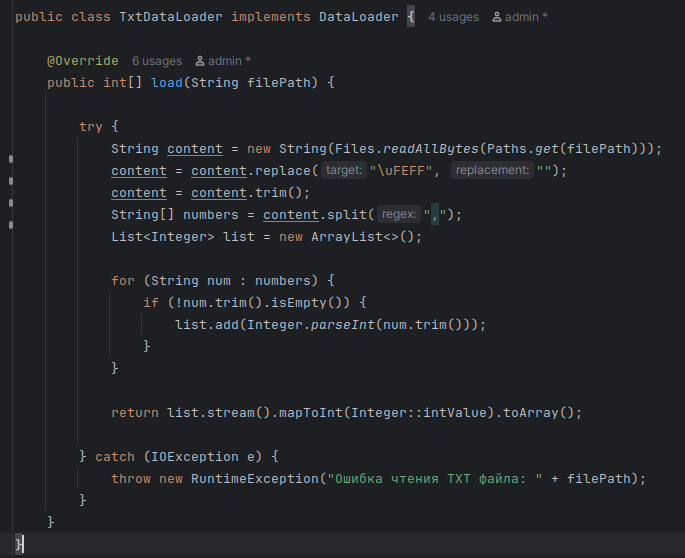 public class TxtDataLoader implements DataLoader { 4 usages admin *
@Override 6 usages admin *
public int[] load(String filePath) {
try {
String content = new String(Files.readAllBytes(Paths.get(filePath)));
content = content.replace( target: "\uFEFF", replacement: "");
content = content.trim();
String[] numbers = content.split( regex: ",");
List<Integer> list = new ArrayList<>();
for (String num : numbers) {
if (!num.trim().isEmpty()) {
list.add(Integer.parseInt(num.trim()));
}
}
return list.stream().mapToInt(Integer::intValue).toArray();
} catch (IOException e) {
throw new RuntimeException("Ошибка чтения TXT файла: " + filePath);
}
}
}